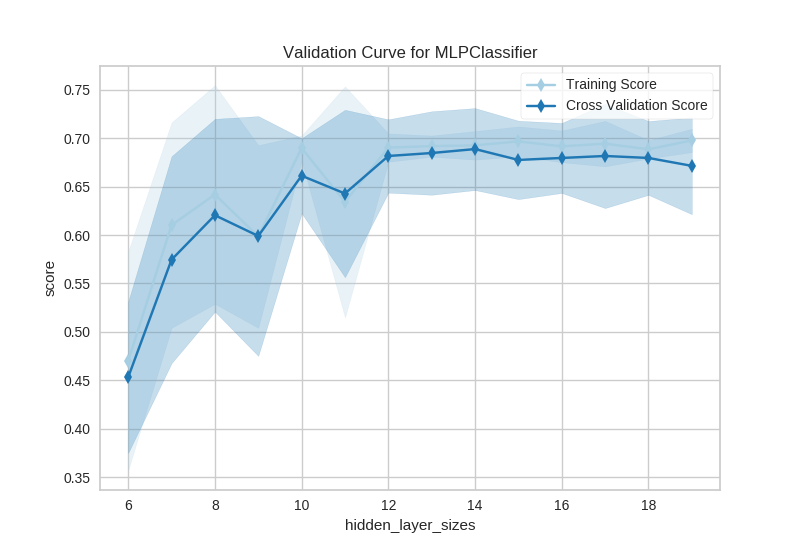 Validation Curve for MLPClassifier
Training Score
Cross Validation Score
0.75
0.70
0.65
0.60
0.55
0.50
0.45
0.40
0.35
score
6 8 10 12 14 16 18
hidden_layer_sizes